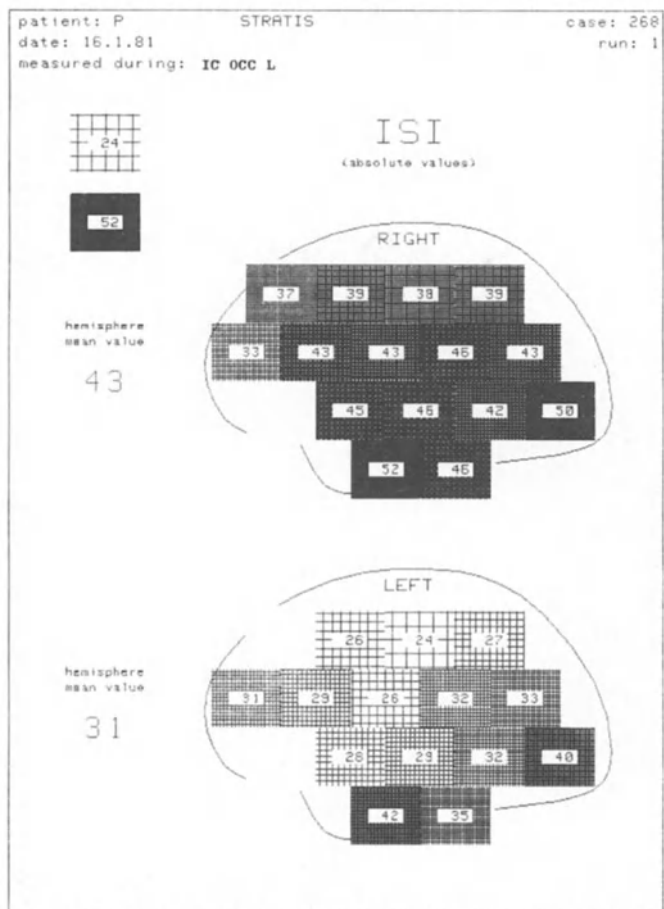 patient: P STRATIS case: 268
date: 16.1.81 run: 1
measured during: IC OCC L
24
ISI
(absolute values)
52
RIGHT
37 39 38 39
hemisphere
mean value
43
33 43 43 46 43
45 46 42 50
52 46
LEFT
26 24 27
hemisphere
mean value
31
31 29 26 32 33
28 29 32 40
42 35